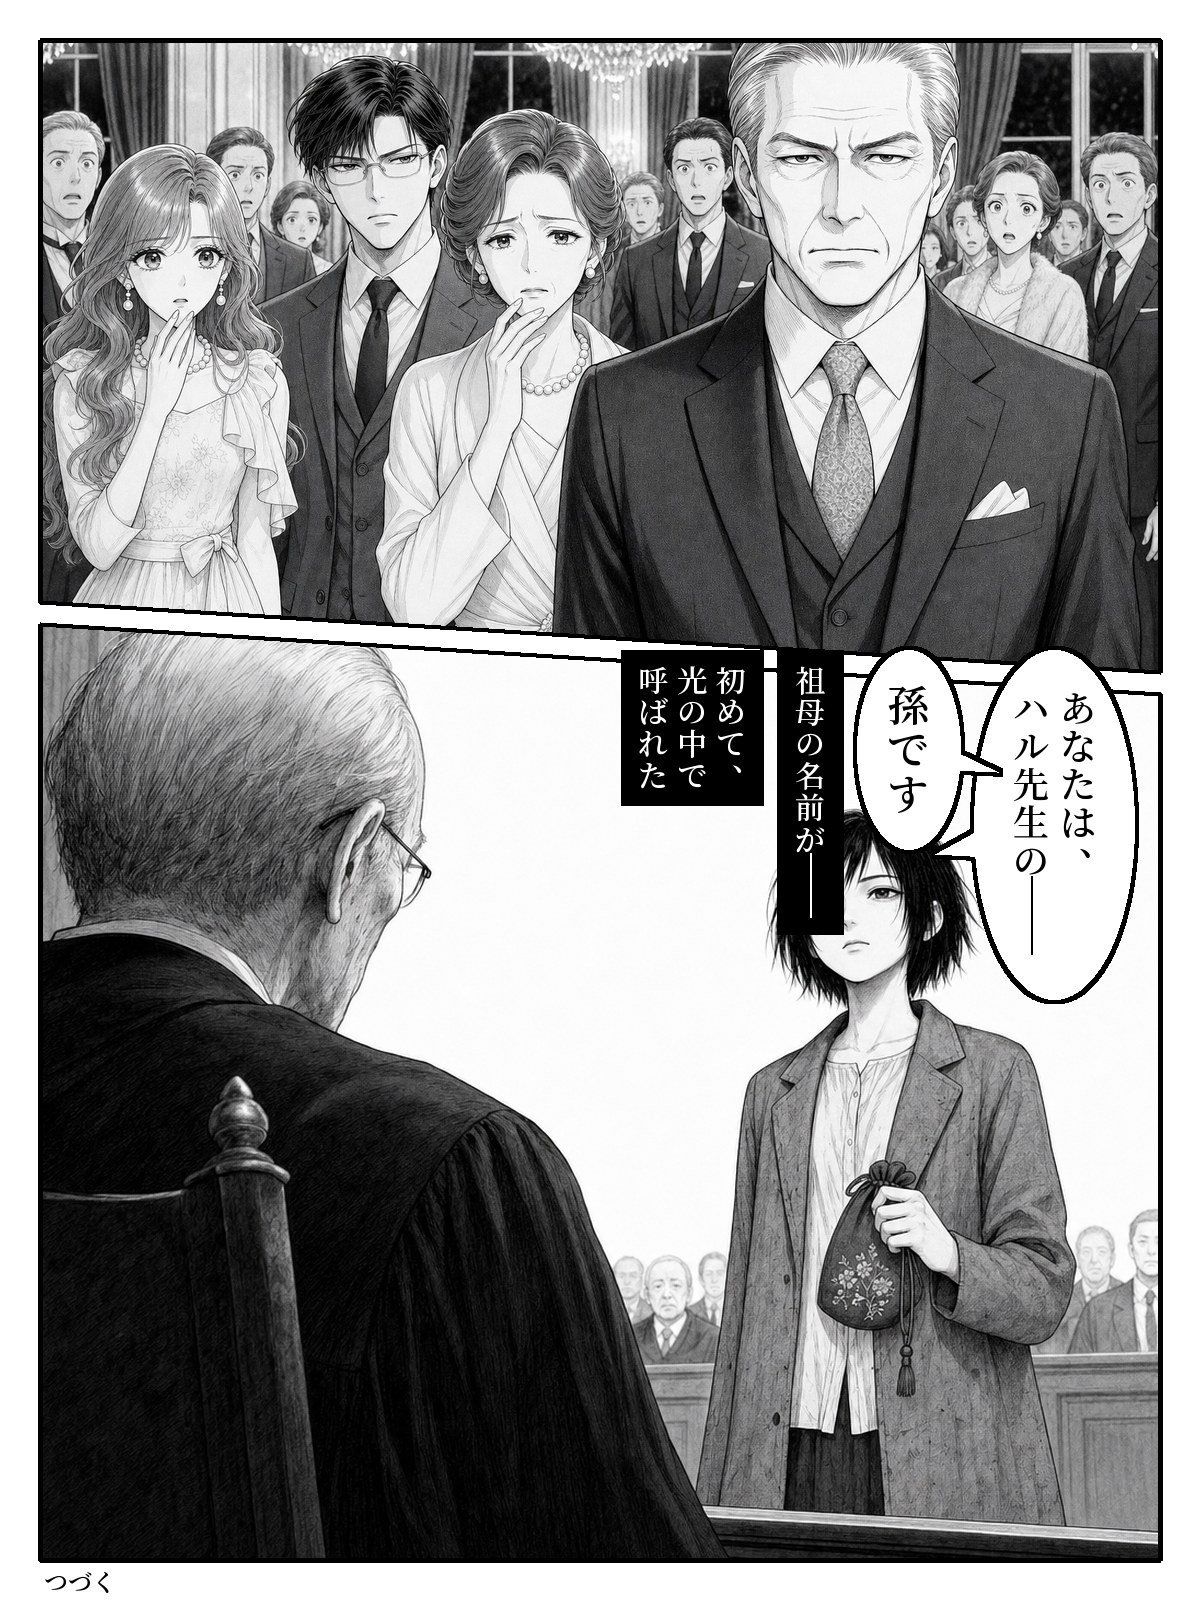 あなたは、
ハル先生の――
孫です
祖母の名前が――
初めて、
光の中で
呼ばれた
つづく